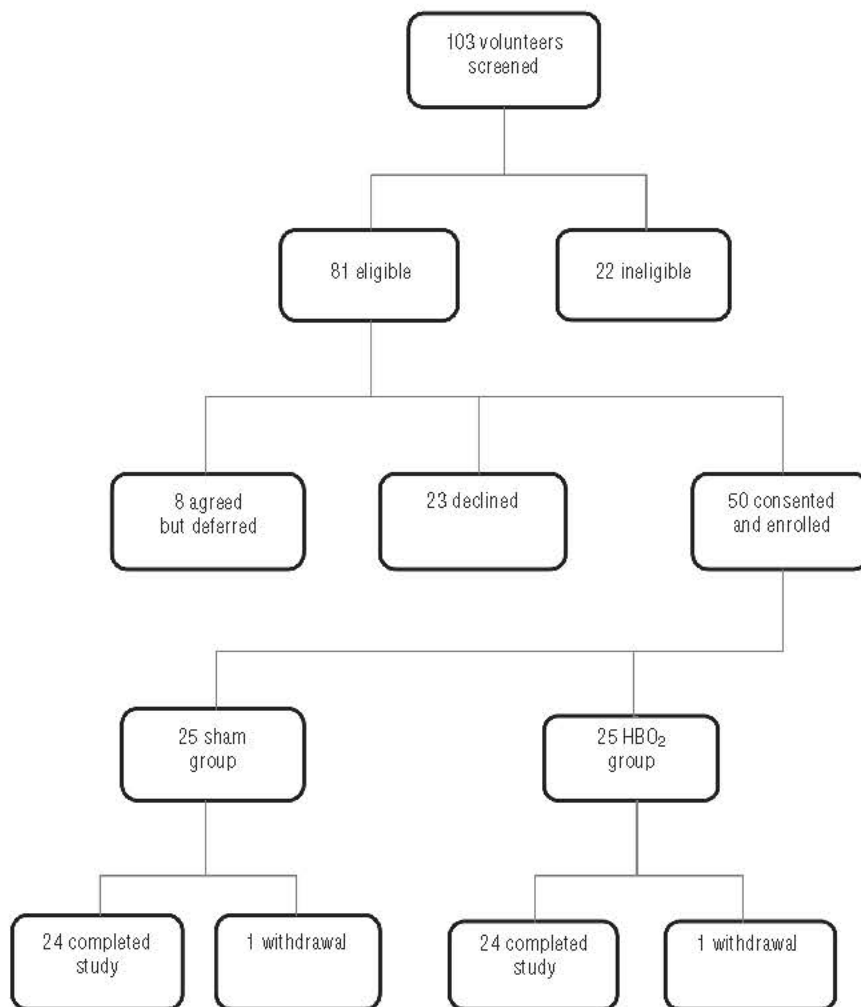 103 volunteers
screened
81 eligible
22 ineligible
8 agreed
but deferred
23 declined
50 consented
and enrolled
25 sham
group
25 HBO₂
group
24 completed
study
1 withdrawal
24 completed
study
1 withdrawal